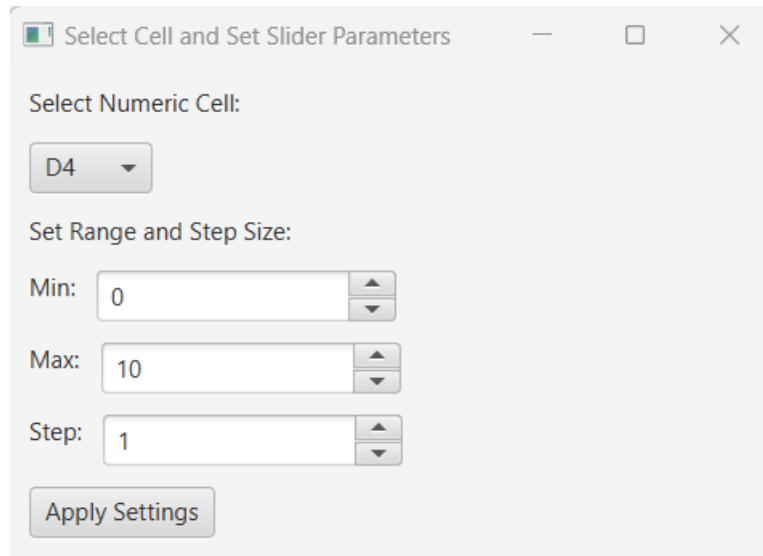 Select Cell and Set Slider Parameters
Select Numeric Cell:
D4
Set Range and Step Size:
Min: 0
Max: 10
Step: 1
Apply Settings